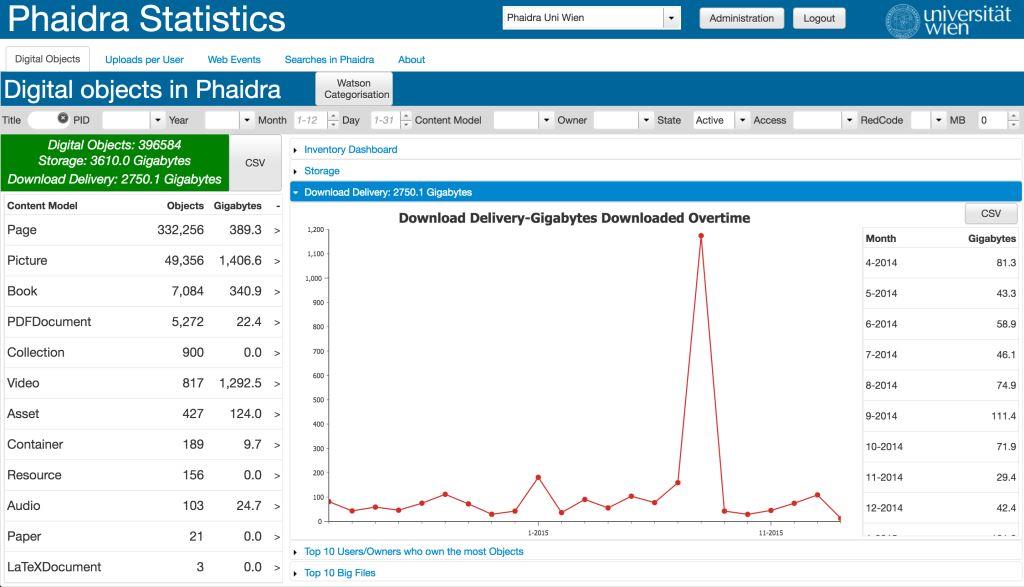 Phaidra Statistics
Phaidra Uni Wien
Administration
Logout
universität
wien
Digital Objects
Uploads per User
Web Events
Searches in Phaidra
About
Digital objects in Phaidra
Watson
Categorisation
Title
PID
Year
Month 1-12
Day 1-31
Content Model
Owner
State Active
Access
RedCode
MB 0
Digital Objects: 396584
Storage: 3610.0 Gigabytes
Download Delivery: 2750.1 Gigabytes
CSV
Content Model Objects Gigabytes -
Page 332,256 389.3 >
Picture 49,356 1,406.6 >
Book 7,084 340.9 >
PDFDocument 5,272 22.4 >
Collection 900 0.0 >
Video 817 1,292.5 >
Asset 427 124.0 >
Container 189 9.7 >
Resource 156 0.0 >
Audio 103 24.7 >
Paper 21 0.0 >
LaTeXDocument 3 0.0 >
Inventory Dashboard
Storage
Download Delivery: 2750.1 Gigabytes
Download Delivery-Gigabytes Downloaded Overtime
1,200
1,100
1,000
900
800
700
600
500
400
300
200
100
0
1-2015
11-2015
CSV
Month Gigabytes
4-2014 81.3
5-2014 43.3
6-2014 58.9
7-2014 46.1
8-2014 74.9
9-2014 111.4
10-2014 71.9
11-2014 29.4
12-2014 42.4
Top 10 Users/Owners who own the most Objects
Top 10 Big Files